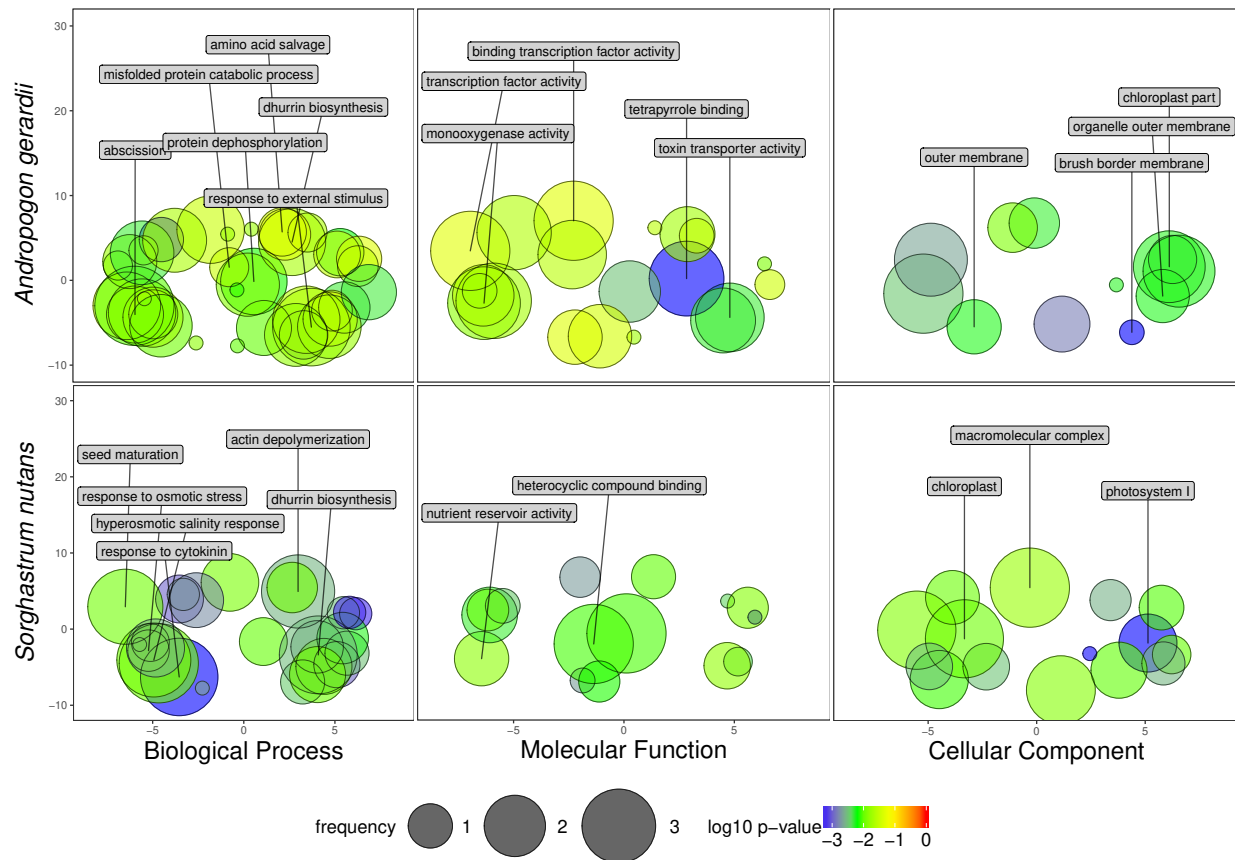 Andropogon gerardii
30
20
10
0
−10
amino acid salvage
misfolded protein catabolic process
dhurrin biosynthesis
abscission
protein dephosphorylation
response to external stimulus
binding transcription factor activity
transcription factor activity
tetrapyrrole binding
monooxygenase activity
toxin transporter activity
chloroplast part
organelle outer membrane
outer membrane
brush border membrane
Sorghastrum nutans
30
20
10
0
−10
actin depolymerization
seed maturation
response to osmotic stress
dhurrin biosynthesis
hyperosmotic salinity response
response to cytokinin
heterocyclic compound binding
nutrient reservoir activity
macromolecular complex
chloroplast
photosystem I
−5 0 5
−5 0 5
−5 0 5
Biological Process
Molecular Function
Cellular Component
frequency 1 2 3
log10 p−value
−3 −2 −1 0